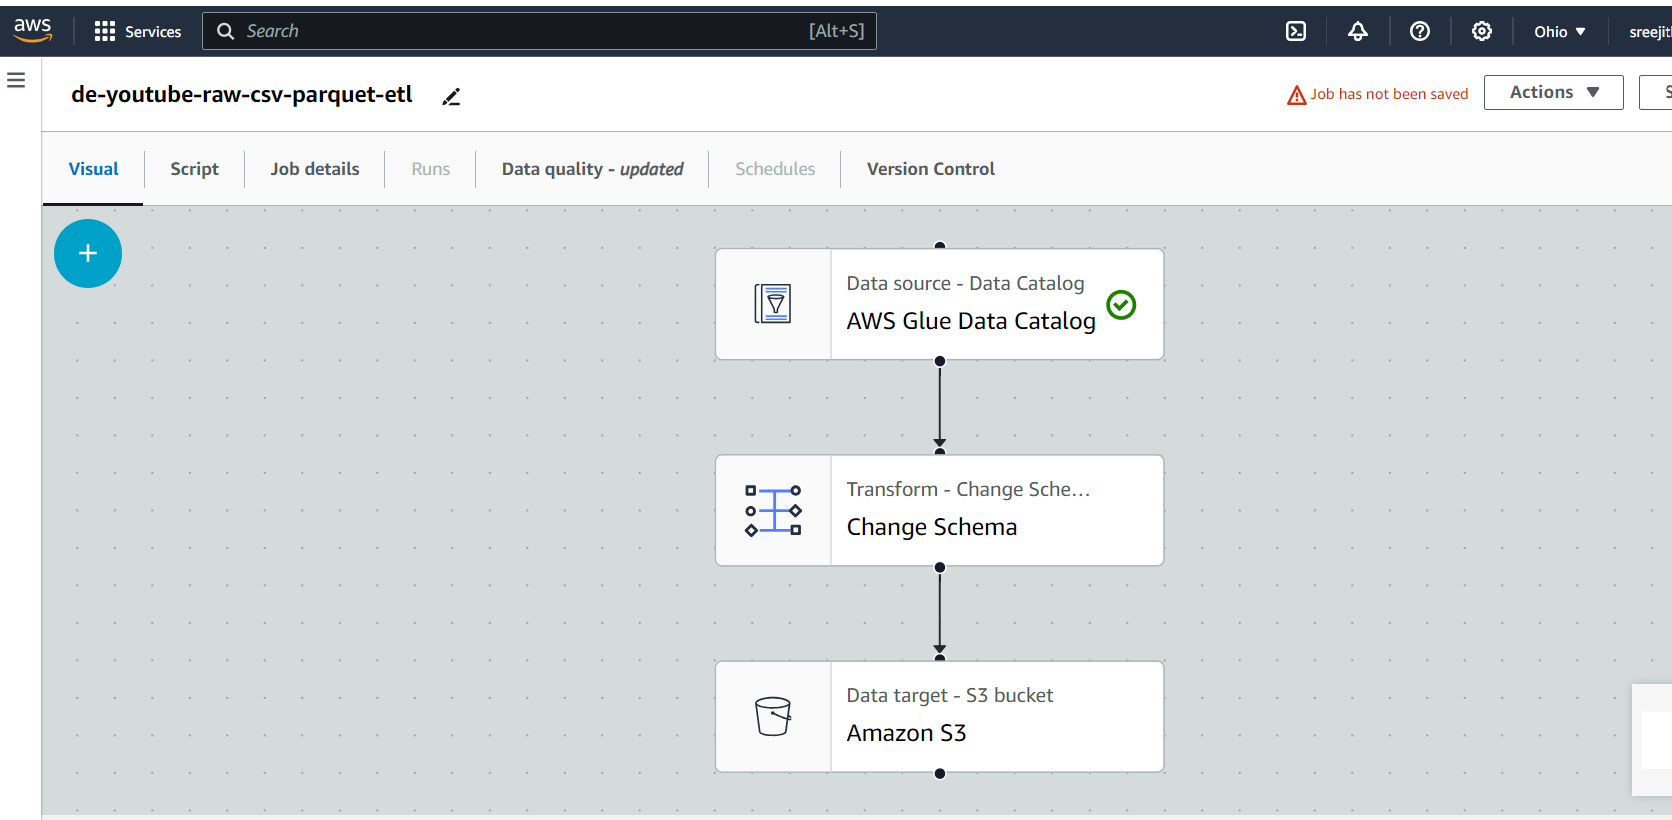 aws
Services
Search
[Alt+S]
Ohio
de-youtube-raw-csv-parquet-etl
Job has not been saved
Actions
Visual
Script
Job details
Runs
Data quality - updated
Schedules
Version Control
+
Data source - Data Catalog
AWS Glue Data Catalog
Transform - Change Sche...
Change Schema
Data target - S3 bucket
Amazon S3